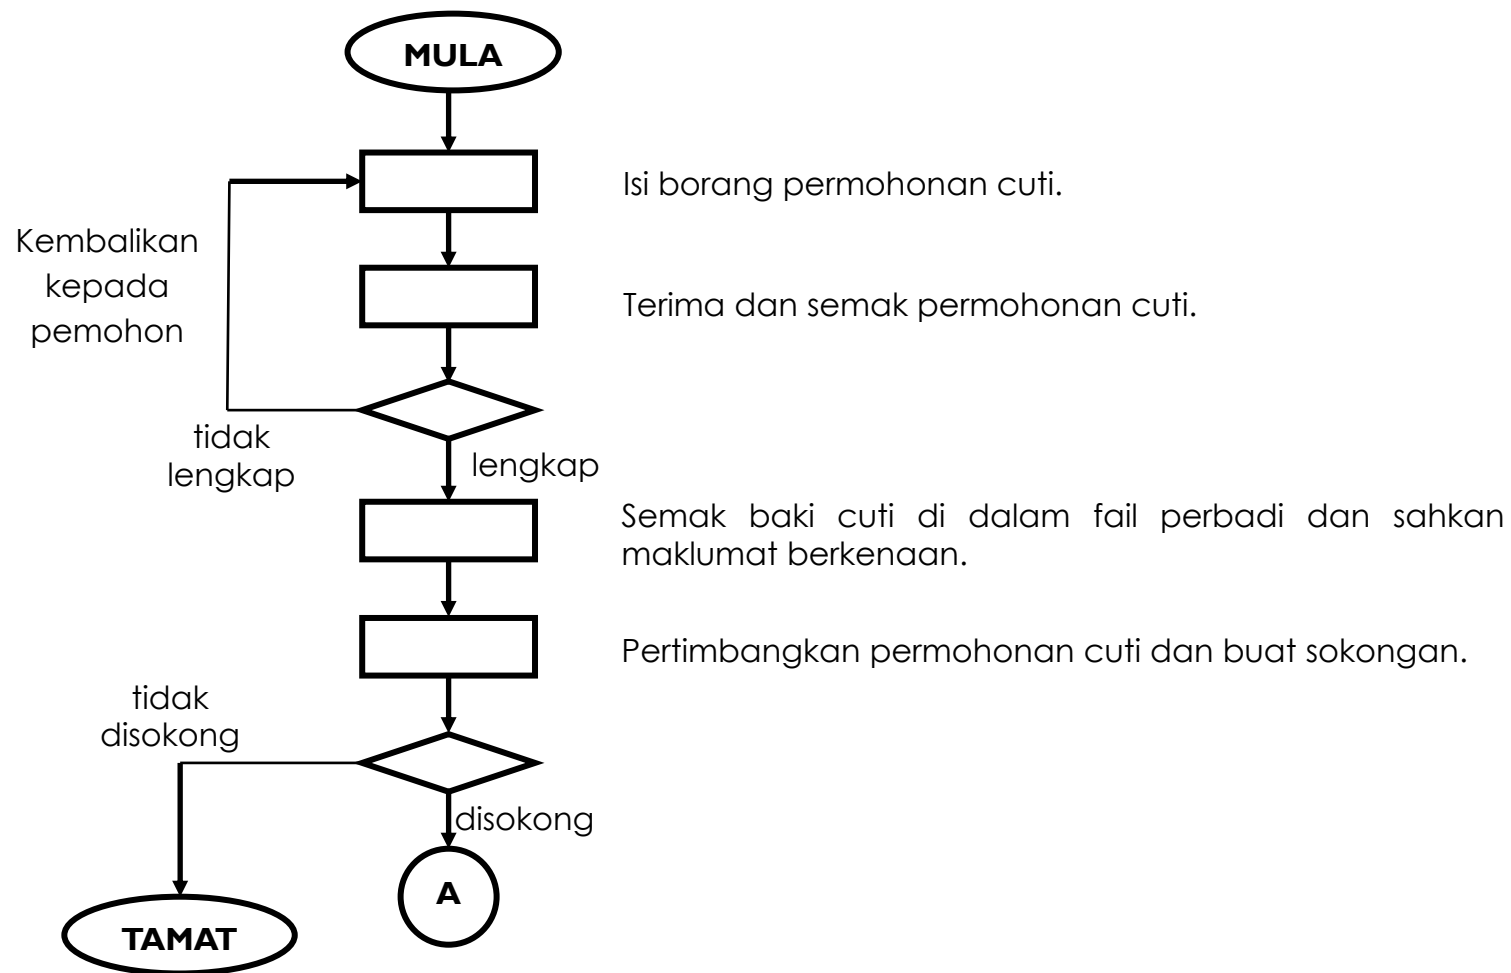 MULA
Isi borang permohonan cuti.
Kembalikan
kepada
pemohon
Terima dan semak permohonan cuti.
tidak
lengkap
lengkap
Semak baki cuti di dalam fail perbadi dan sahkan
maklumat berkenaan.
Pertimbangkan permohonan cuti dan buat sokongan.
tidak
disokong
disokong
A
TAMAT